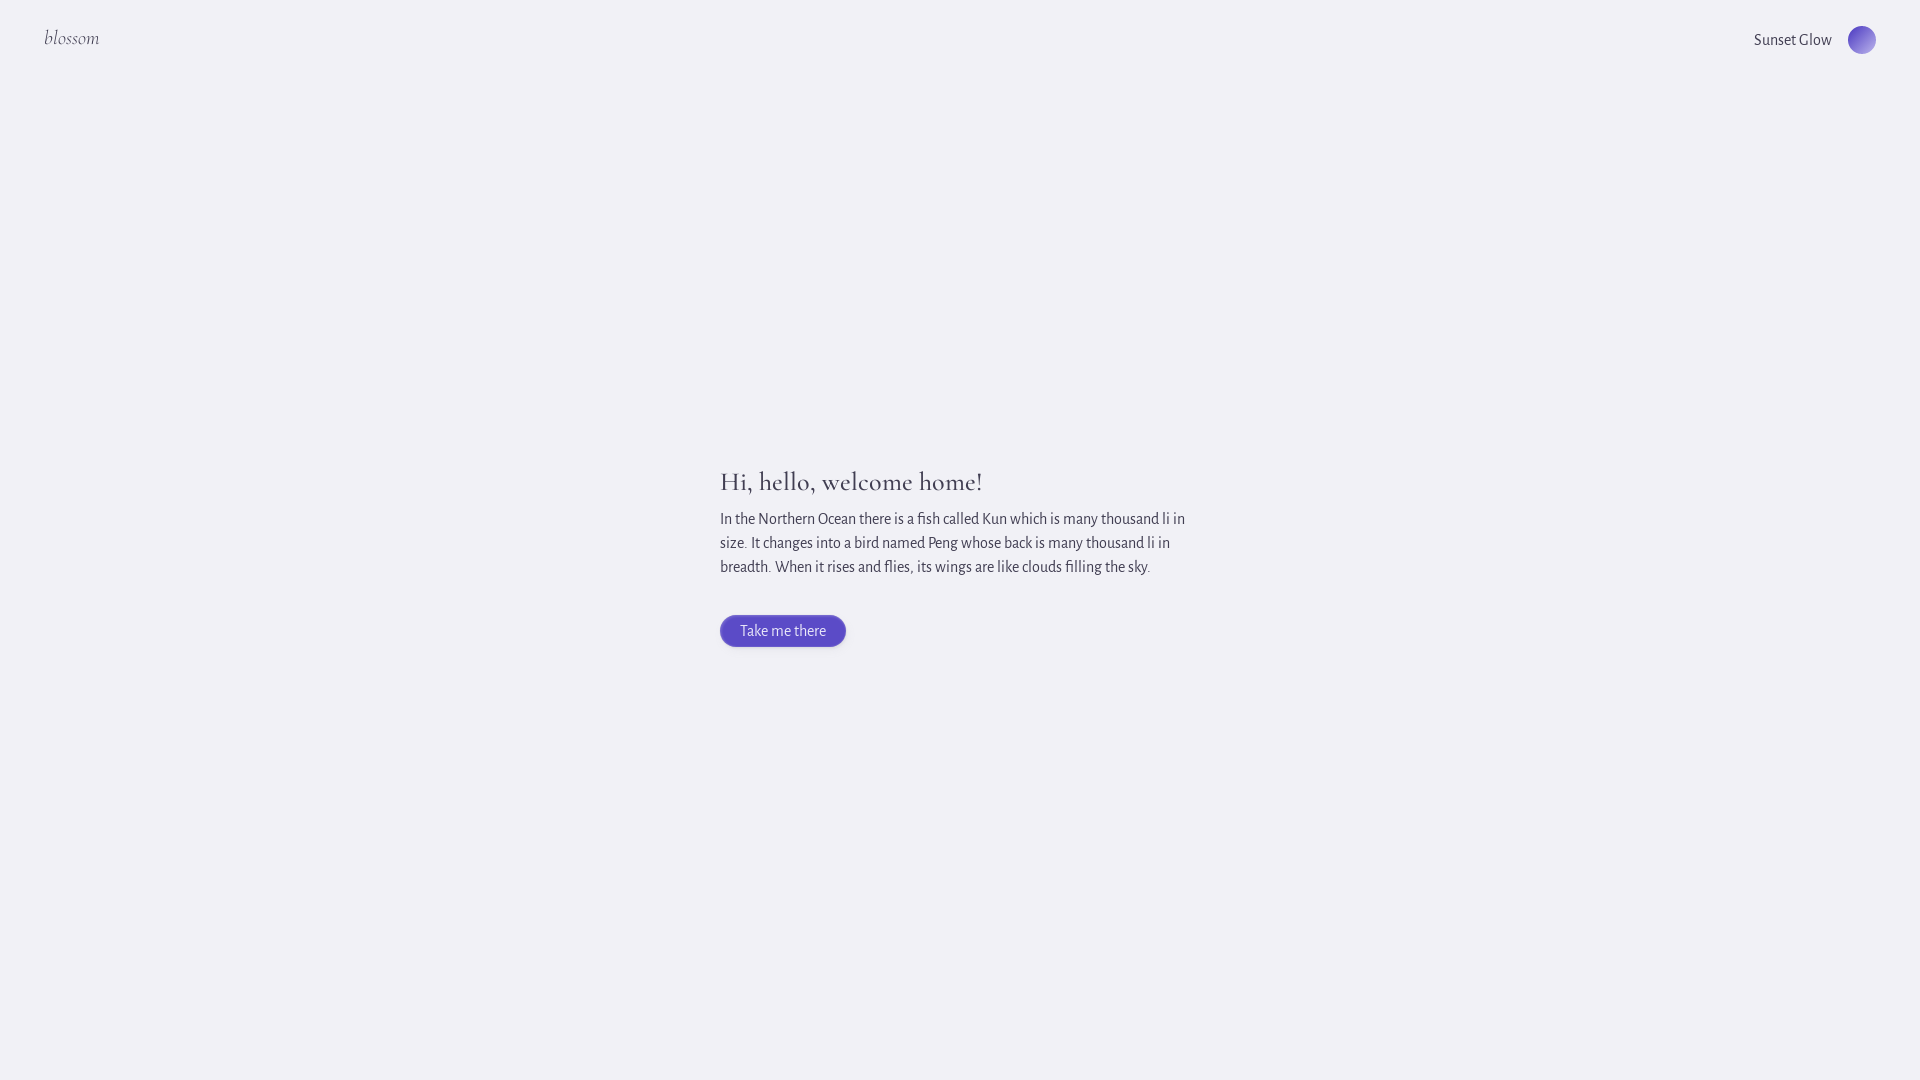 blossom
Sunset Glow
Hi, hello, welcome home!
In the Northern Ocean there is a fish called Kun which is many thousand li in
size. It changes into a bird named Peng whose back is many thousand li in
breadth. When it rises and flies, its wings are like clouds filling the sky.
Take me there